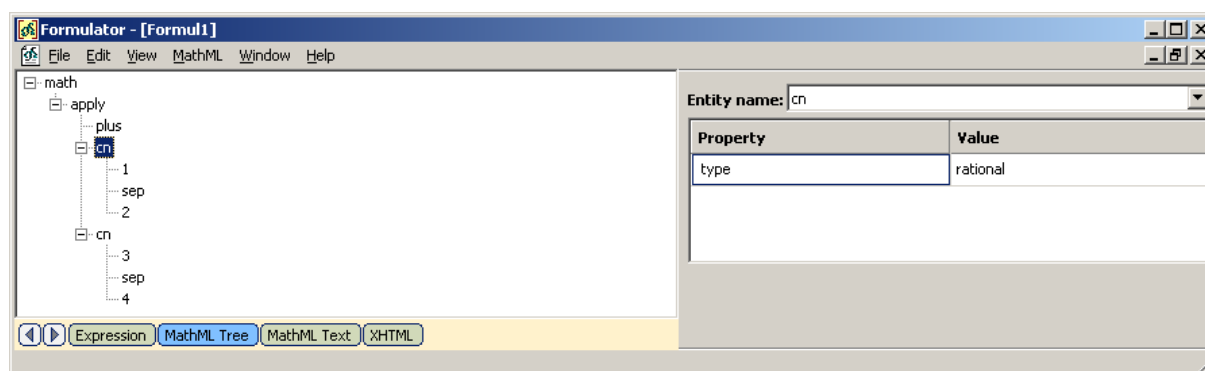 Formulator - [Formul1]
File Edit View MathML Window Help
math
apply
plus
cn
1
sep
2
cn
3
sep
4
Expression MathML Tree MathML Text XHTML
Entity name: cn
Property Value
type rational